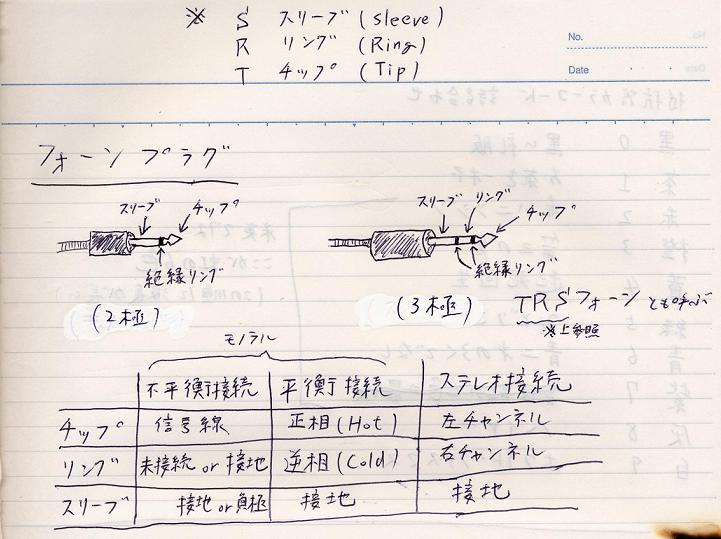 ※ S スリーブ (sleeve)
R リング (Ring)
T チップ (Tip)
No.
Date
フォーン プラグ
スリーブ チップ
絶縁リング
(2極)
スリーブ リング チップ
絶縁リング
(3極)
TRSフォーン とも呼ぶ
※上参照
モノラル
不平衡接続 平衡接続 ステレオ接続
チップ 信号線 正相(Hot) 左チャンネル
リング 未接続 or 接地 逆相(Cold) 右チャンネル
スリーブ 接地 or 負極 接地 接地